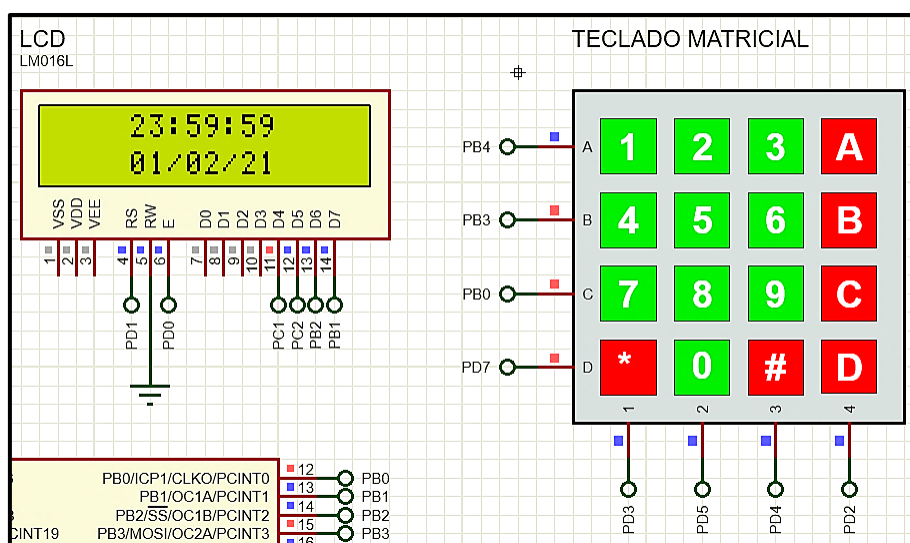 LCD
LM016L
23:59:59
01/02/21
VSS VDD VEE RS RW E D0 D1 D2 D3 D4 D5 D6 D7
1 2 3 4 5 6 7 8 9 10 11 12 13 14
PD1 PD0 PC1 PC2 PB2 PB1
TECLADO MATRICIAL
PB4 A 1 2 3 A
PB3 B 4 5 6 B
PB0 C 7 8 9 C
PD7 D * 0 # D
1 2 3 4
PD3 PD5 PD4 PD2
PB0/ICP1/CLKO/PCINT0 12 PB0
PB1/OC1A/PCINT1 13 PB1
PB2/SS/OC1B/PCINT2 14 PB2
CINT19 PB3/MOSI/OC2A/PCINT3 15 PB3
16